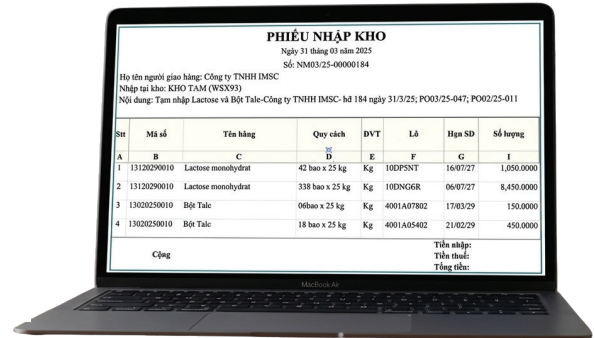 PHIẾU NHẬP KHO
Ngày 31 tháng 03 năm 2025
Số: NM03/25-00000184
Họ tên người giao hàng: Công ty TNHH IMSC
Nhập tại kho: KHO TAM (WSX93)
Nội dung: Tạm nhập Lactose và Bột Talc-Công ty TNHH IMSC- hd 184 ngày 31/3/25; PO03/25-047; PO02/25-011
Stt Mã số Tên hàng Quy cách ĐVT Lô Hạn SD Số lượng
A B C D E F G I
1 13120290010 Lactose monohydrat 42 bao x 25 kg Kg 10DPSNT 16/07/27 1,050.0000
2 13120290010 Lactose monohydrat 338 bao x 25 kg Kg 10DNG6R 06/07/27 8,450.0000
3 13020250010 Bột Talc 06bao x 25 kg Kg 4001A07802 17/03/29 150.0000
4 13020250010 Bột Talc 18 bao x 25 kg Kg 4001A05402 21/02/29 450.0000
Cộng
Tiền nhập:
Tiền thuế:
Tổng tiền:
MacBook Air